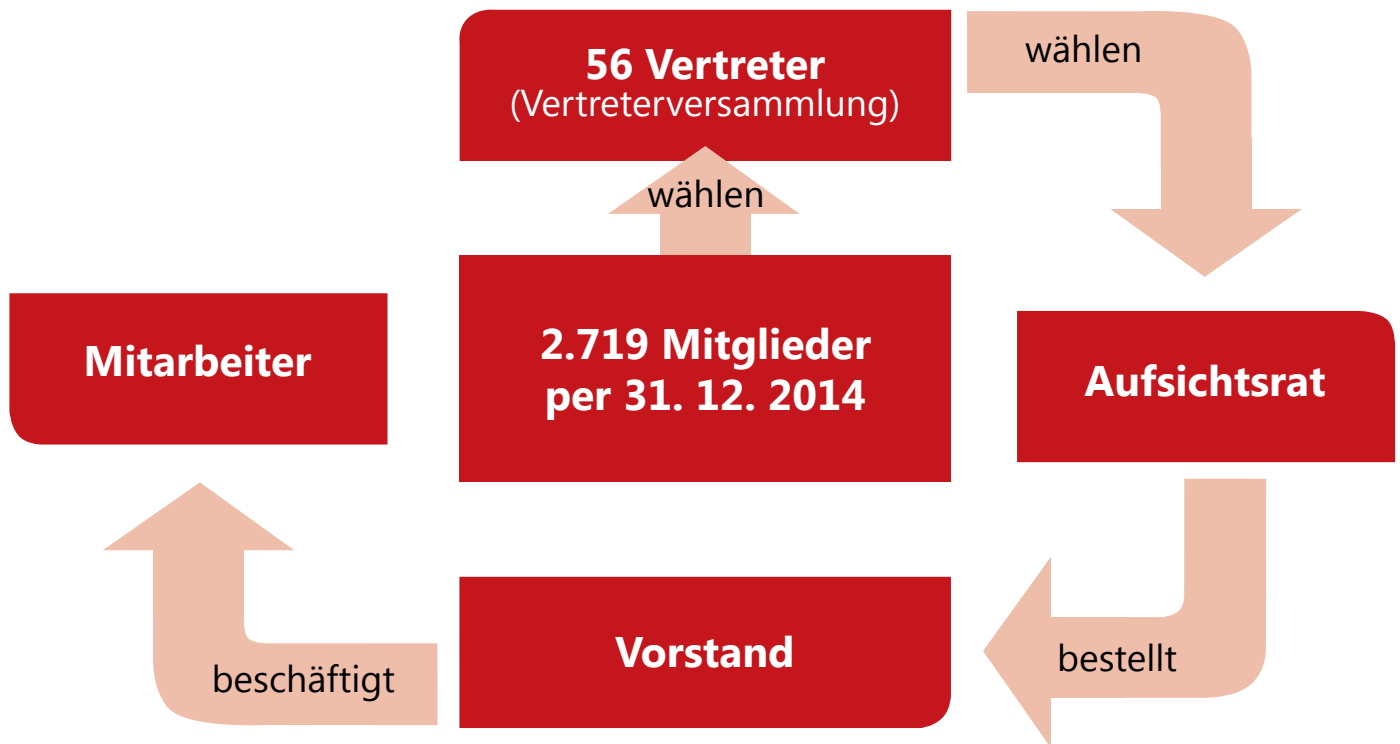 56 Vertreter
(Vertreterversammlung)
wählen
wählen
2.719 Mitglieder
per 31. 12. 2014
Mitarbeiter
Aufsichtsrat
Vorstand
bestellt
beschäftigt